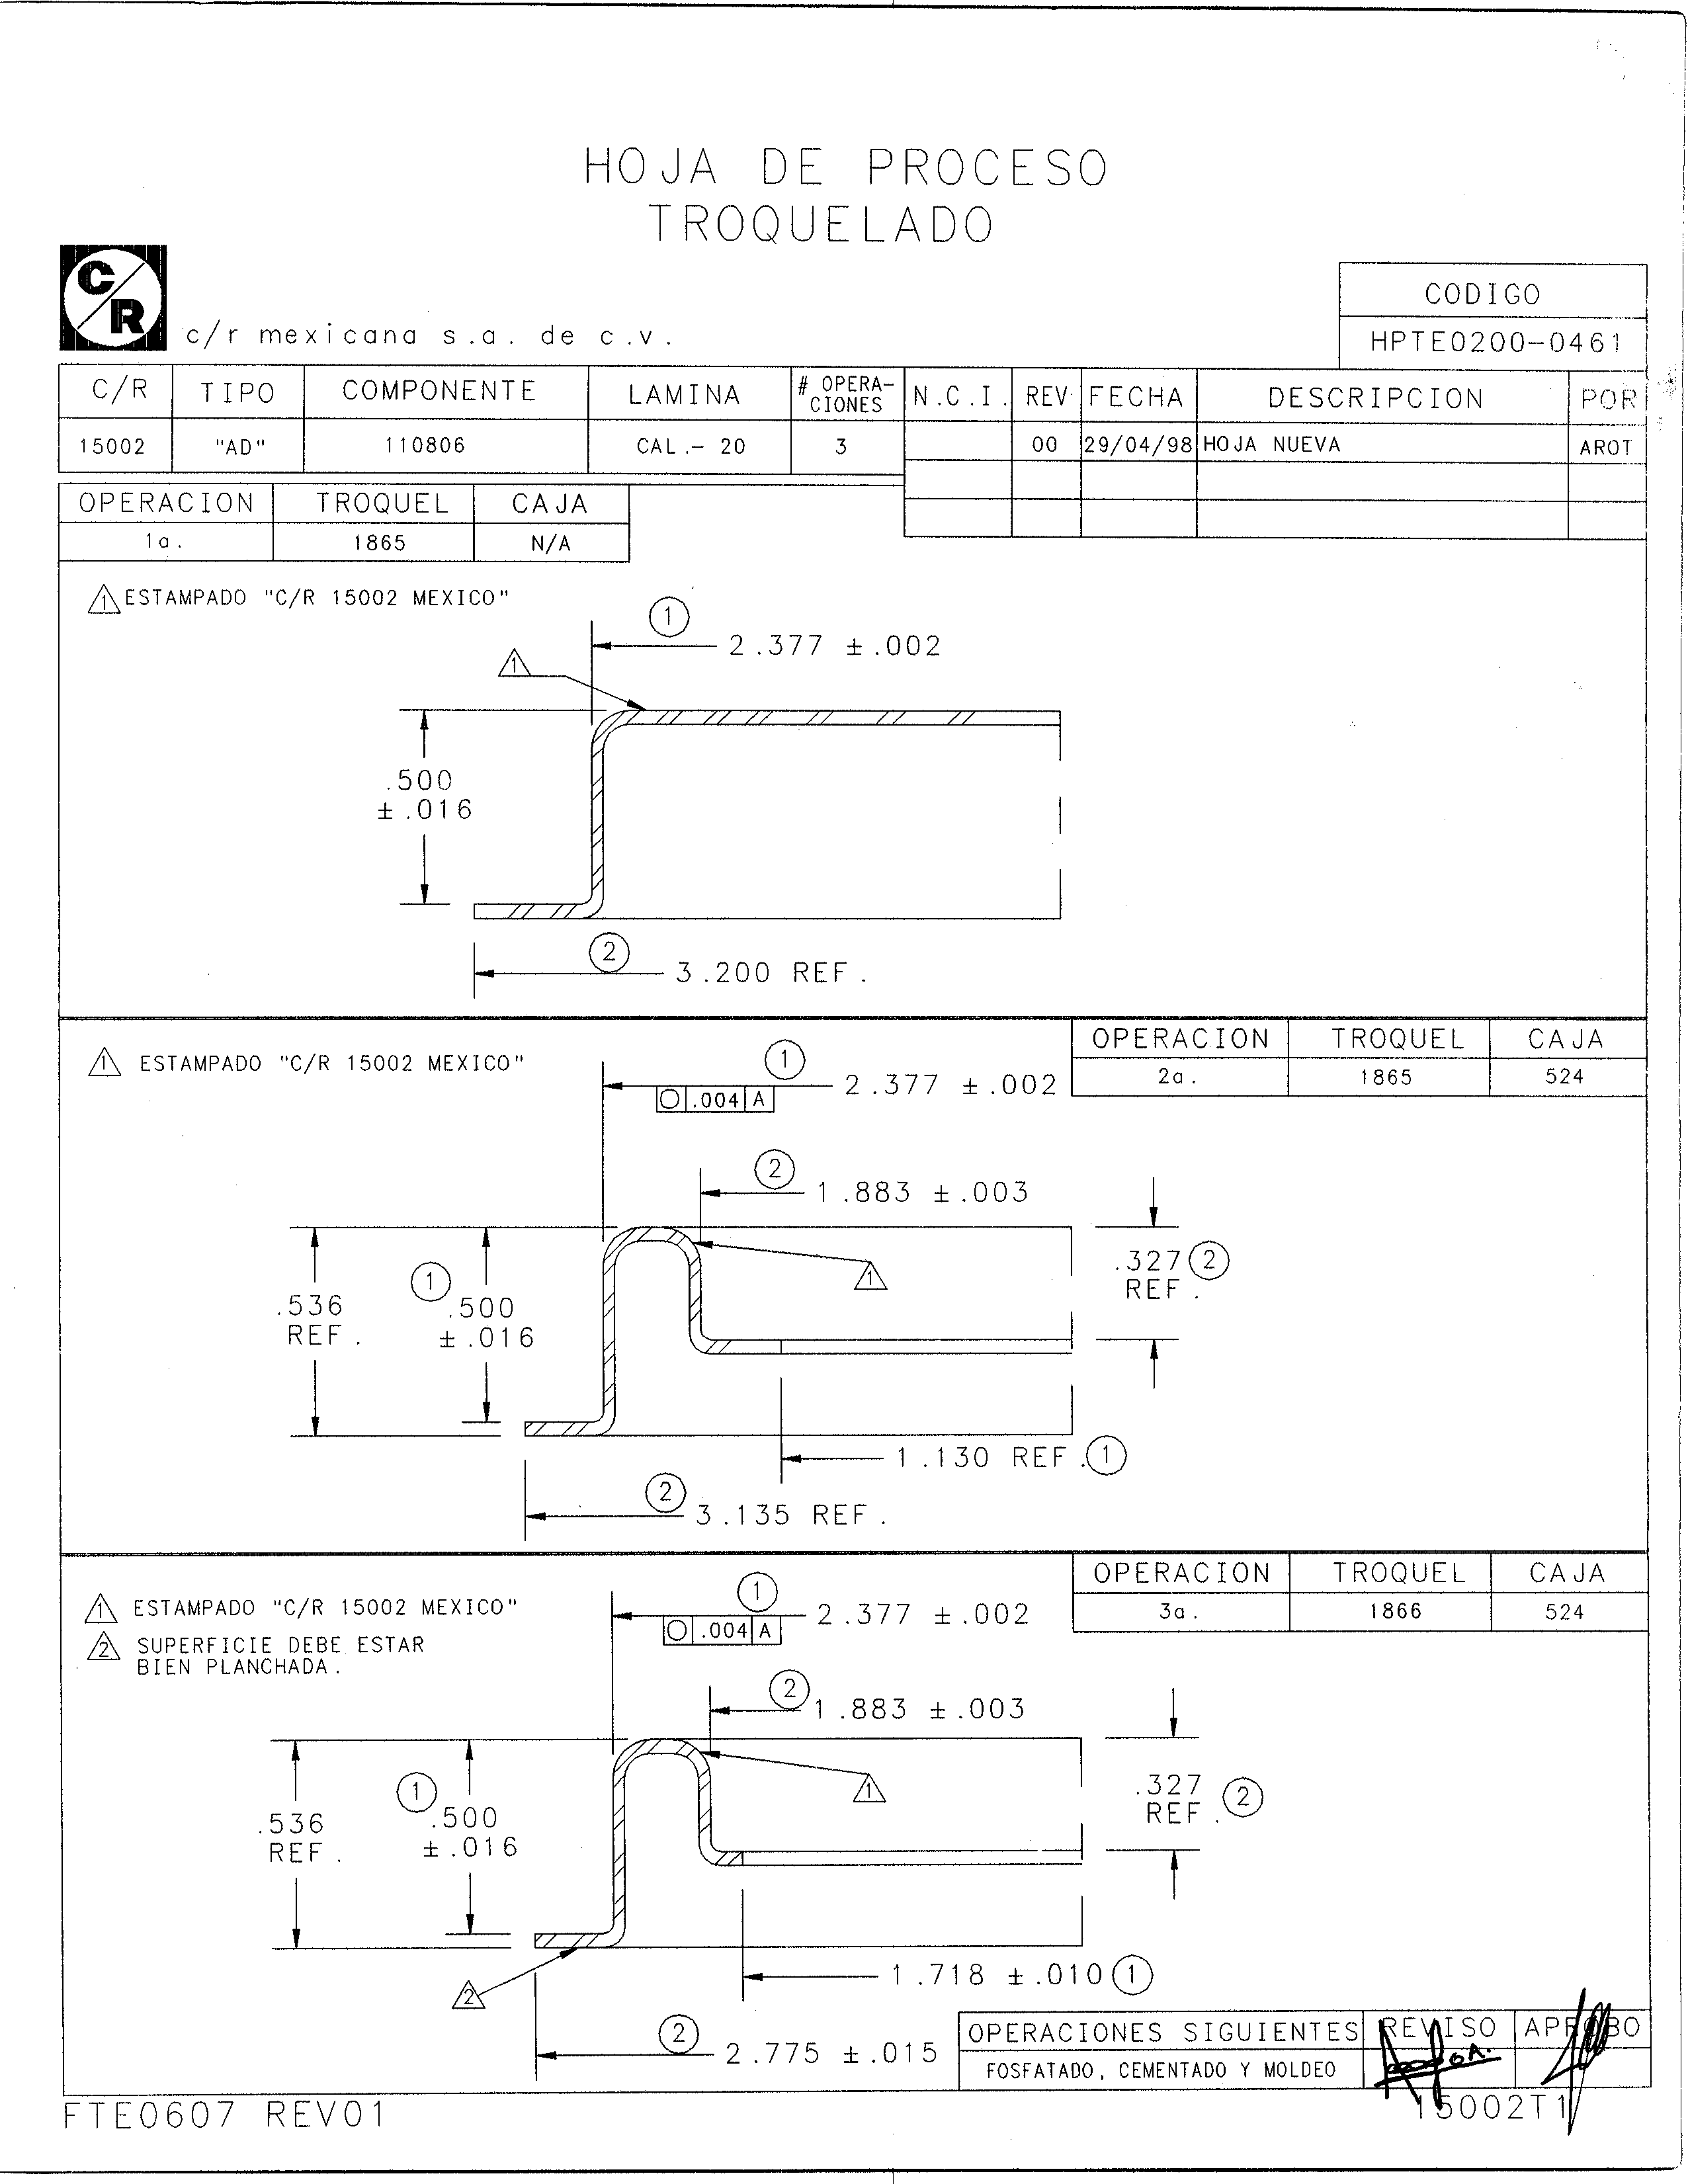 HOJA DE PROCESO
TROQUELADO
C/R
c/r mexicana s.a. de c.v.
CODIGO
HPTE0200-0461
C/R TIPO COMPONENTE LAMINA # OPERA-CIONES N.C.I. REV FECHA DESCRIPCION POR
15002 "AD" 110806 CAL.- 20 3 00 29/04/98 HOJA NUEVA AROT
OPERACION TROQUEL CAJA
1a. 1865 N/A
1 ESTAMPADO "C/R 15002 MEXICO"
1
2.377 ±.002
1
.500
±.016
2
3.200 REF.
OPERACION TROQUEL CAJA
2a. 1865 524
1 ESTAMPADO "C/R 15002 MEXICO"
1
2.377 ±.002
○ .004 A
2
1.883 ±.003
1
.327 2
REF.
.536
REF.
1
.500
±.016
1.130 REF. 1
2
3.135 REF.
OPERACION TROQUEL CAJA
3a. 1866 524
1 ESTAMPADO "C/R 15002 MEXICO"
2 SUPERFICIE DEBE ESTAR
BIEN PLANCHADA.
1
2.377 ±.002
○ .004 A
2
1.883 ±.003
1
.327
REF. 2
.536
REF.
1
.500
±.016
1.718 ±.010 1
2
2
2.775 ±.015
OPERACIONES SIGUIENTES REVISO APROBO
FOSFATADO, CEMENTADO Y MOLDEO
FTE0607 REV01
15002T1